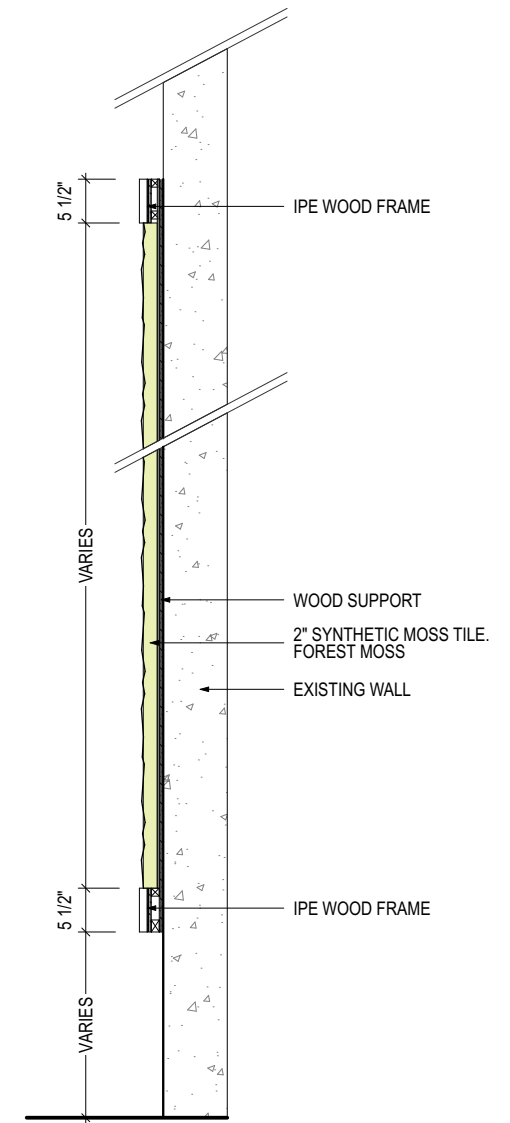 5 1/2"
IPE WOOD FRAME
VARIES
WOOD SUPPORT
2" SYNTHETIC MOSS TILE.
FOREST MOSS
EXISTING WALL
5 1/2"
IPE WOOD FRAME
VARIES